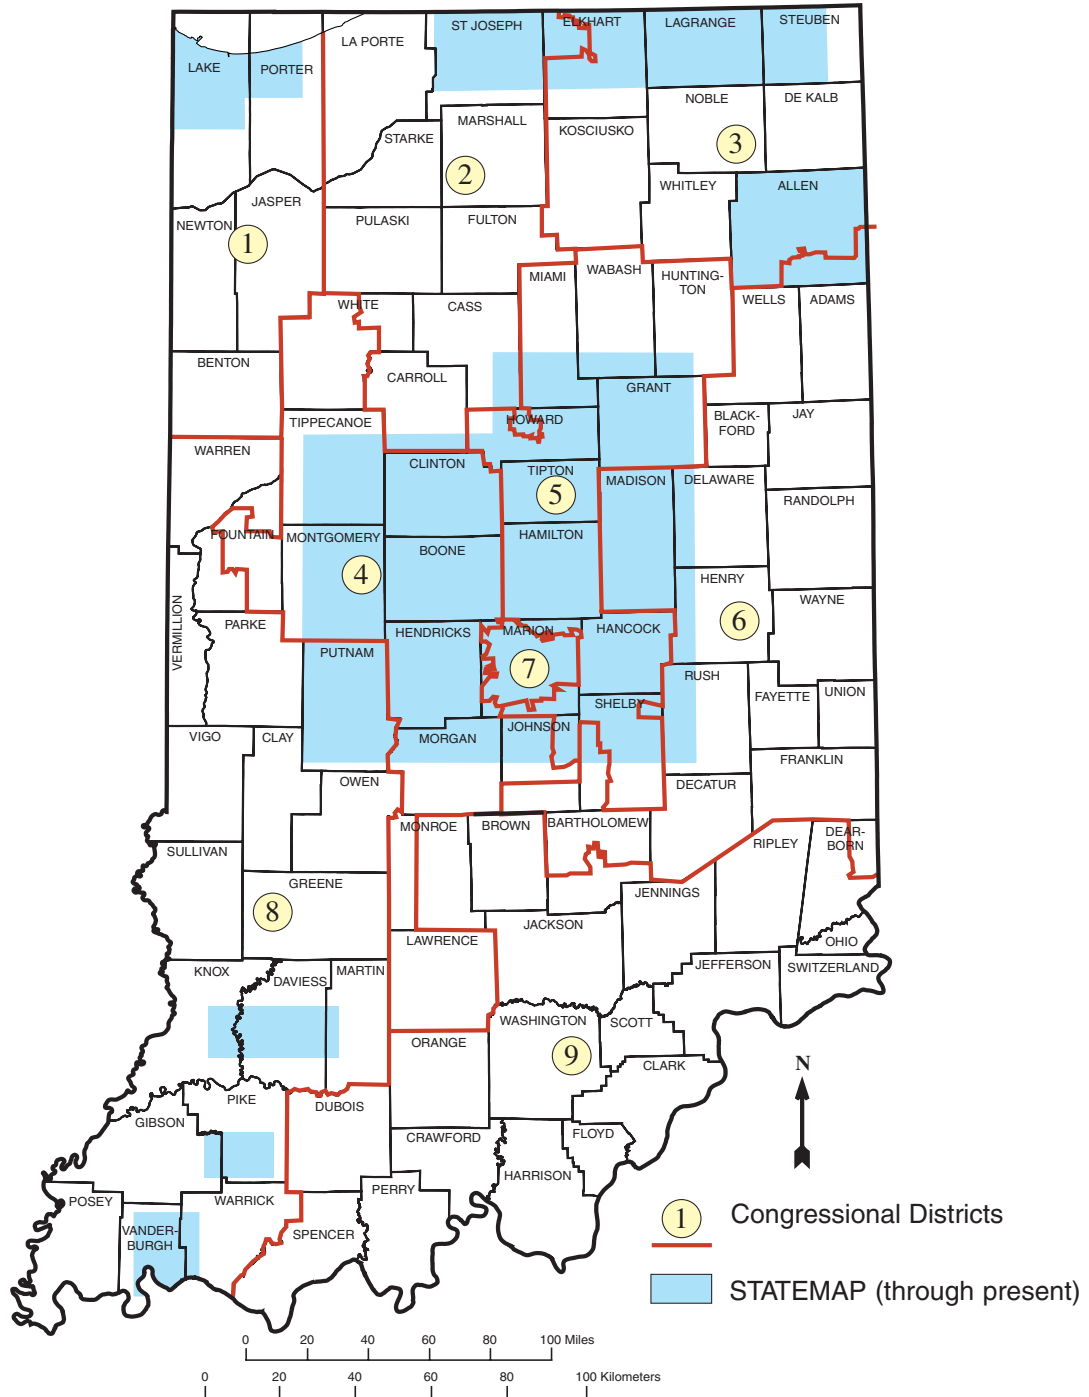 LA PORTE
ST JOSEPH
ELKHART
LAGRANGE
STEUBEN
LAKE
PORTER
NOBLE
DE KALB
MARSHALL
KOSCIUSKO
STARKE
3
2
WHITLEY
ALLEN
JASPER
NEWTON
PULASKI
FULTON
1
MIAMI
WABASH
HUNTING-
TON
WELLS
ADAMS
WHITE
CASS
BENTON
CARROLL
GRANT
TIPPECANOE
HOWARD
BLACK-
FORD
JAY
WARREN
CLINTON
TIPTON
MADISON
DELAWARE
5
RANDOLPH
FOUNTAIN
MONTGOMERY
BOONE
HAMILTON
4
HENRY
VERMILLION
PARKE
HENDRICKS
MARION
HANCOCK
6
WAYNE
PUTNAM
7
RUSH
FAYETTE
UNION
SHELBY
VIGO
CLAY
MORGAN
JOHNSON
FRANKLIN
OWEN
DECATUR
SULLIVAN
MONROE
BROWN
BARTHOLOMEW
RIPLEY
DEAR-
BORN
GREENE
JENNINGS
8
JACKSON
LAWRENCE
OHIO
KNOX
DAVIESS
MARTIN
JEFFERSON
SWITZERLAND
WASHINGTON
SCOTT
ORANGE
9
CLARK
N
PIKE
DUBOIS
GIBSON
CRAWFORD
FLOYD
HARRISON
PERRY
POSEY
WARRICK
VANDER-
BURGH
SPENCER
1 Congressional Districts
STATEMAP (through present)
0 20 40 60 80 100 Miles
0 20 40 60 80 100 Kilometers